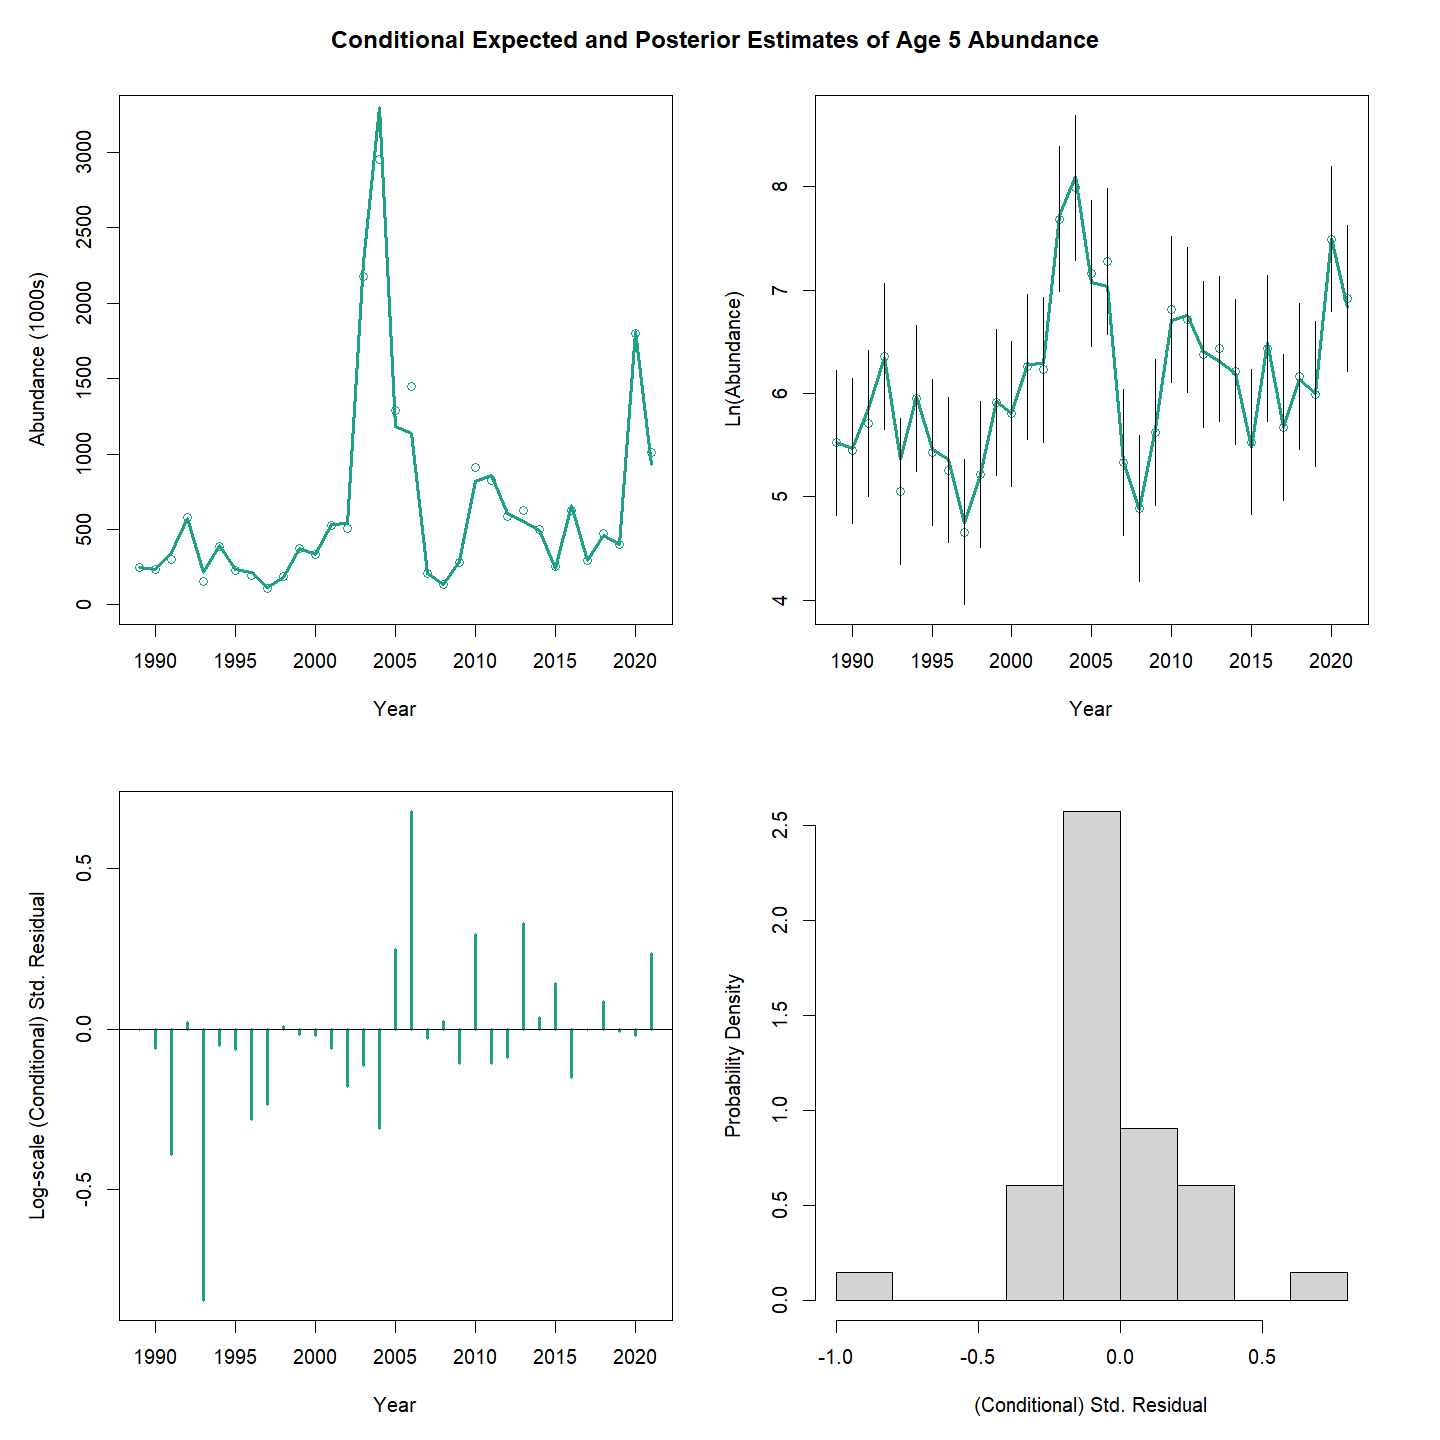 Conditional Expected and Posterior Estimates of Age 5 Abundance
Abundance (1000s)
3000
2500
2000
1500
1000
500
0
1990 1995 2000 2005 2010 2015 2020
Year
Ln(Abundance)
8
7
6
5
4
1990 1995 2000 2005 2010 2015 2020
Year
Log-scale (Conditional) Std. Residual
0.5
0.0
-0.5
1990 1995 2000 2005 2010 2015 2020
Year
Probability Density
2.5
2.0
1.5
1.0
0.5
0.0
-1.0 -0.5 0.0 0.5
(Conditional) Std. Residual